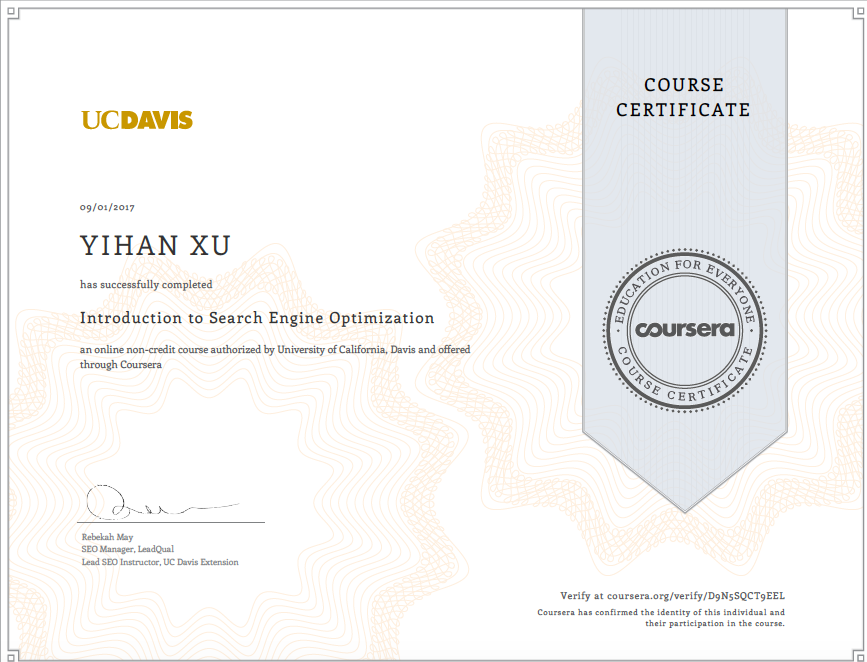 COURSE
CERTIFICATE
UCDAVIS
09/01/2017
YIHAN XU
has successfully completed
Introduction to Search Engine Optimization
an online non-credit course authorized by University of California, Davis and offered
through Coursera
EDUCATION FOR EVERYONE
coursera
COURSE CERTIFICATE
Rebekah May
SEO Manager, LeadQual
Lead SEO Instructor, UC Davis Extension
Verify at coursera.org/verify/D9N5SQCT9EEL
Coursera has confirmed the identity of this individual and
their participation in the course.